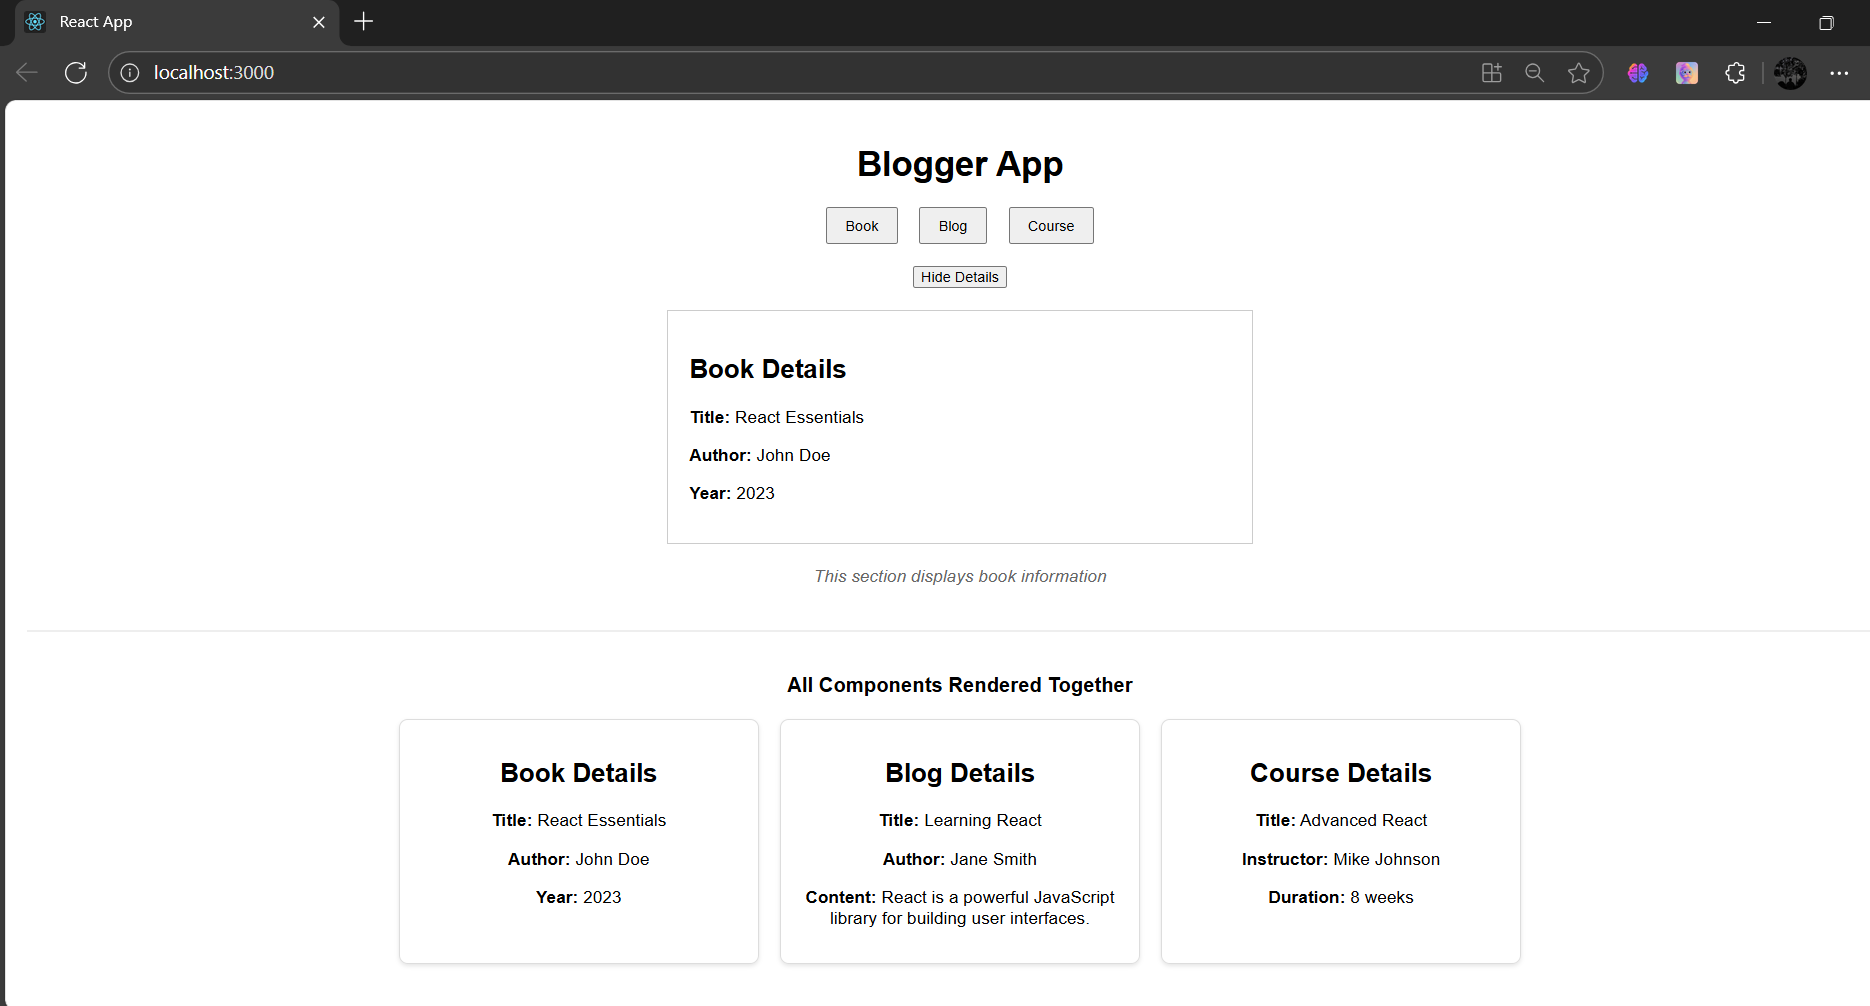 React App
localhost:3000
Blogger App
Book
Blog
Course
Hide Details
Book Details
Title: React Essentials
Author: John Doe
Year: 2023
This section displays book information
All Components Rendered Together
Book Details
Title: React Essentials
Author: John Doe
Year: 2023
Blog Details
Title: Learning React
Author: Jane Smith
Content: React is a powerful JavaScript
library for building user interfaces.
Course Details
Title: Advanced React
Instructor: Mike Johnson
Duration: 8 weeks